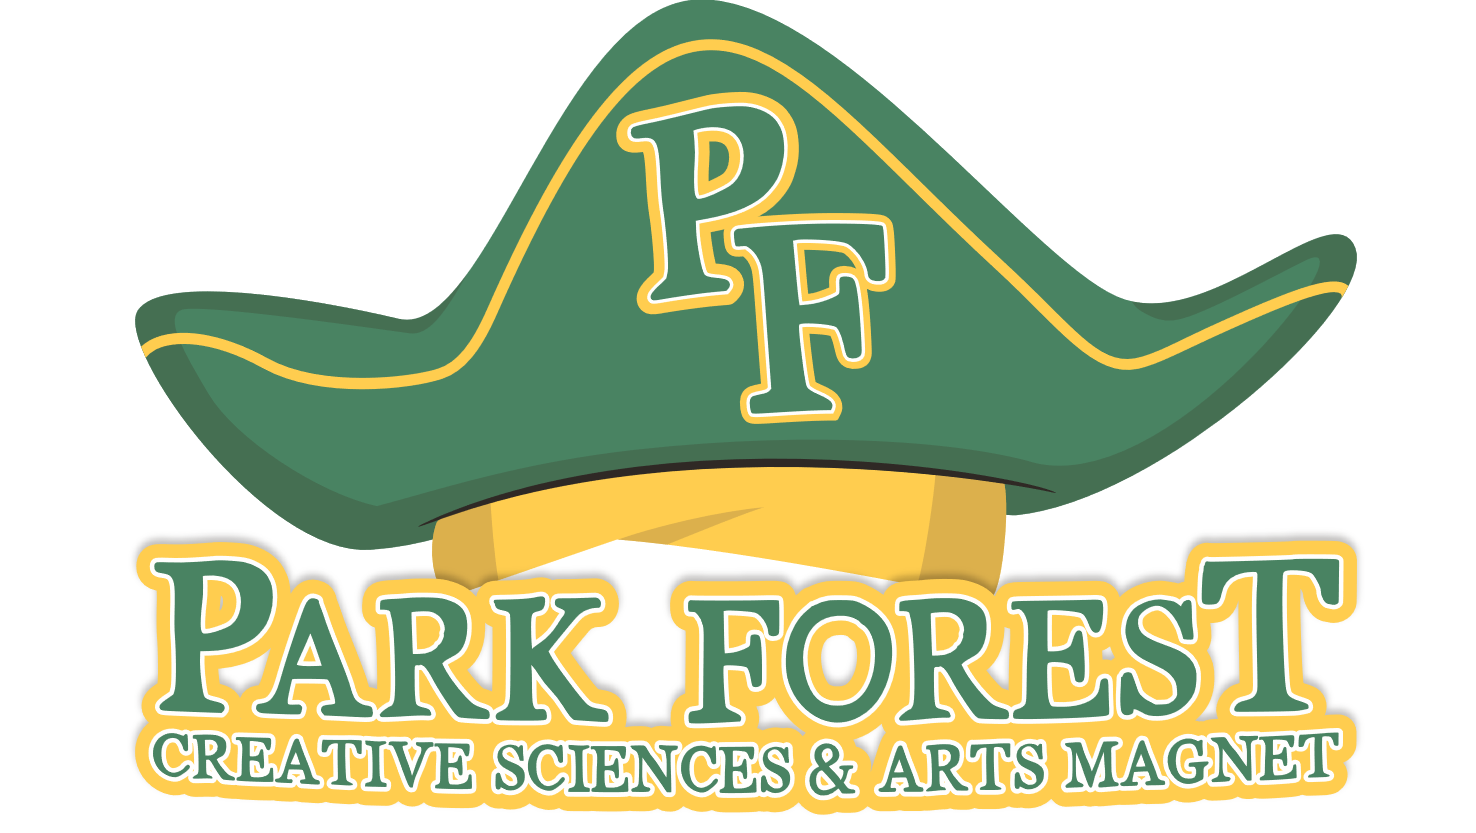 PF
PARK FOREST
CREATIVE SCIENCES & ARTS MAGNET